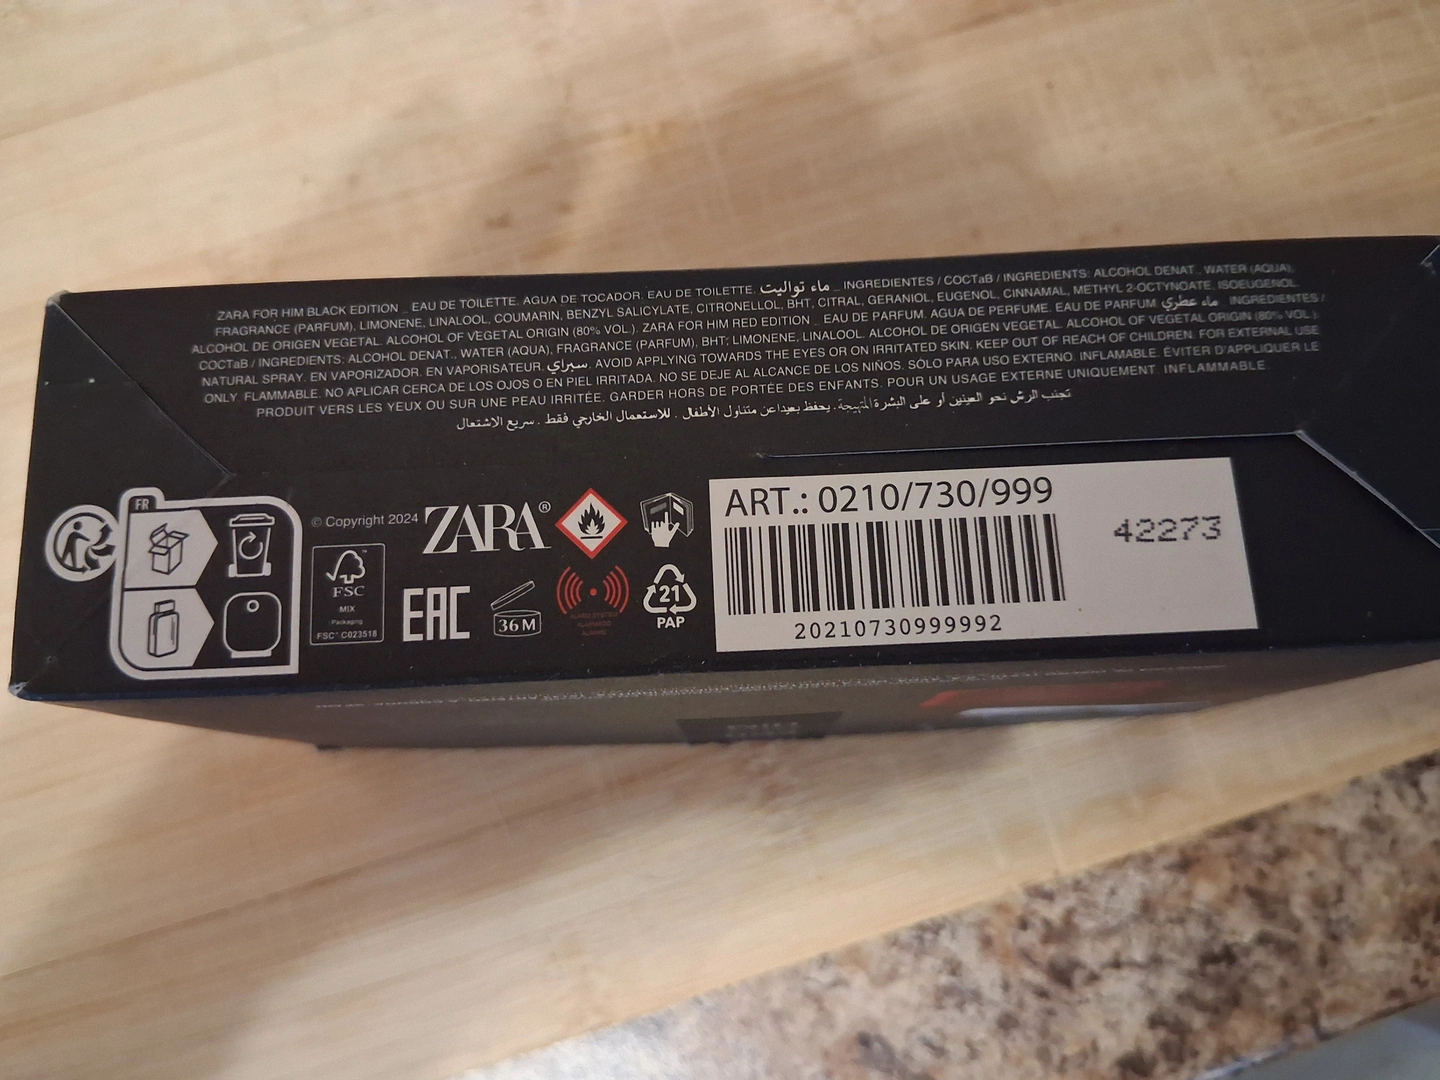 ZARA FOR HIM BLACK EDITION _ EAU DE TOILETTE. AGUA DE TOCADOR. EAU DE TOILETTE. ماء تواليت _ INGREDIENTES / СОСТаВ / INGREDIENTS: ALCOHOL DENAT., WATER (AQUA),
FRAGRANCE (PARFUM), LIMONENE, LINALOOL, COUMARIN, BENZYL SALICYLATE, CITRONELLOL, BHT, CITRAL, GERANIOL, EUGENOL, CINNAMAL, METHYL 2-OCTYNOATE, ISOEUGENOL.
ALCOHOL DE ORIGEN VEGETAL. ALCOHOL OF VEGETAL ORIGIN (80% VOL.). ZARA FOR HIM RED EDITION _ EAU DE PARFUM. AGUA DE PERFUME. EAU DE PARFUM. ماء عطري _ INGREDIENTES /
СОСТаВ / INGREDIENTS: ALCOHOL DENAT., WATER (AQUA), FRAGRANCE (PARFUM), BHT, LIMONENE, LINALOOL. ALCOHOL DE ORIGEN VEGETAL. ALCOHOL OF VEGETAL ORIGIN (80% VOL.).
NATURAL SPRAY. EN VAPORIZADOR. EN VAPORISATEUR. سبراي. AVOID APPLYING TOWARDS THE EYES OR ON IRRITATED SKIN. KEEP OUT OF REACH OF CHILDREN. FOR EXTERNAL USE
ONLY. FLAMMABLE. NO APLICAR CERCA DE LOS OJOS O EN PIEL IRRITADA. NO SE DEJE AL ALCANCE DE LOS NIÑOS. SÓLO PARA USO EXTERNO. INFLAMABLE. ÉVITER D'APPLIQUER LE
PRODUIT VERS LES YEUX OU SUR UNE PEAU IRRITÉE. GARDER HORS DE PORTÉE DES ENFANTS. POUR UN USAGE EXTERNE UNIQUEMENT. INFLAMMABLE.
تجنب الرش نحو العينين أو على البشرة المتهيجة. يحفظ بعيدا عن متناول الأطفال. للاستعمال الخارجي فقط. سريع الاشتعال
FR
© Copyright 2024 ZARA®
FSC™
MIX
Packaging
FSC® C023518
EAC
36 M
ALARM SYSTEM
ALARMADO
21
PAP
ART.: 0210/730/999
42273
20210730999992